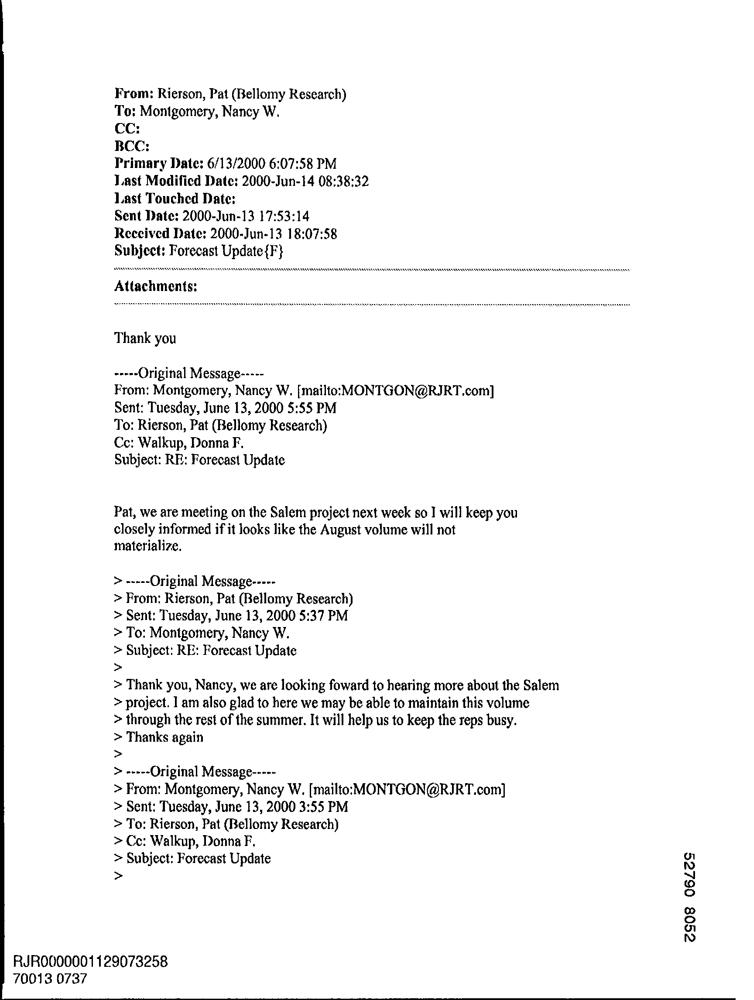 From: Rierson, Pat (Bellomy Research)
To: Montgomery, Nancy W.
CC:
BCC:
Primary Date: 6/13/2000 6:07:58 PM
Last Modified Date: 2000-Jun-14 08:38:32
Last Touched Date:
Sent Date: 2000-Jun-13 17:53:14
Received Date: 2000-Jun-13 18:07:58
Subject: Forecast Update{F}
Attachments:
Thank you
-----Original Message-----
From: Montgomery, Nancy W. [mailto:MONTGON@RJRT.com]
Sent: Tuesday, June 13, 2000 5:55 PM
To: Rierson, Pat (Bellomy Research)
Cc: Walkup, Donna F.
Subject: RE: Forecast Update
Pat, we are meeting on the Salem project next week so I will keep you
closely informed if it looks like the August volume will not
materialize.
> -----Original Message-----
> From: Rierson, Pat (Bellomy Research)
> Sent: Tuesday, June 13, 2000 5:37 PM
> To: Montgomery, Nancy W.
> Subject: RE: Forecast Update
>
> Thank you, Nancy, we are looking foward to hearing more about the Salem
> project. I am also glad to here we may be able to maintain this volume
> through the rest of the summer. It will help us to keep the reps busy.
> Thanks again
>
> -----Original Message-----
> From: Montgomery, Nancy W. [mailto:MONTGON@RJRT.com]
> Sent: Tuesday, June 13, 2000 3:55 PM
> To: Rierson, Pat (Bellomy Research)
> Cc: Walkup, Donna F.
> Subject: Forecast Update
>
52790 8052
RJR0000001129073258
70013 0737